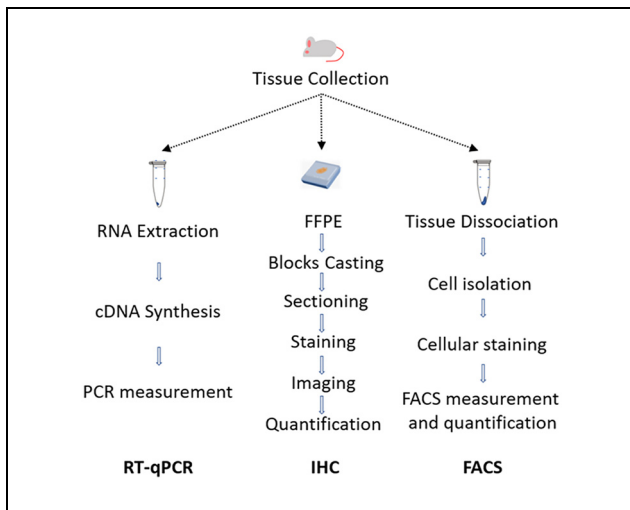 Tissue Collection
RNA Extraction
cDNA Synthesis
PCR measurement
RT-qPCR
FFPE
Blocks Casting
Sectioning
Staining
Imaging
Quantification
IHC
Tissue Dissociation
Cell isolation
Cellular staining
FACS measurement
and quantification
FACS